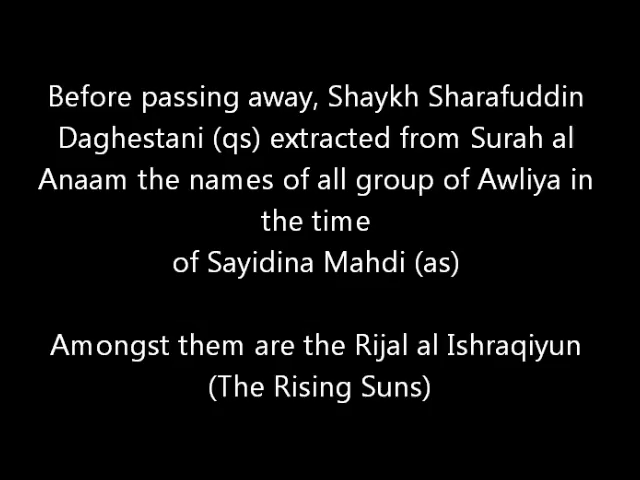 Before passing away, Shaykh Sharafuddin
Daghestani (qs) extracted from Surah al
Anaam the names of all group of Awliya in
the time
of Sayidina Mahdi (as)
Amongst them are the Rijal al Ishraqiyun
(The Rising Suns)